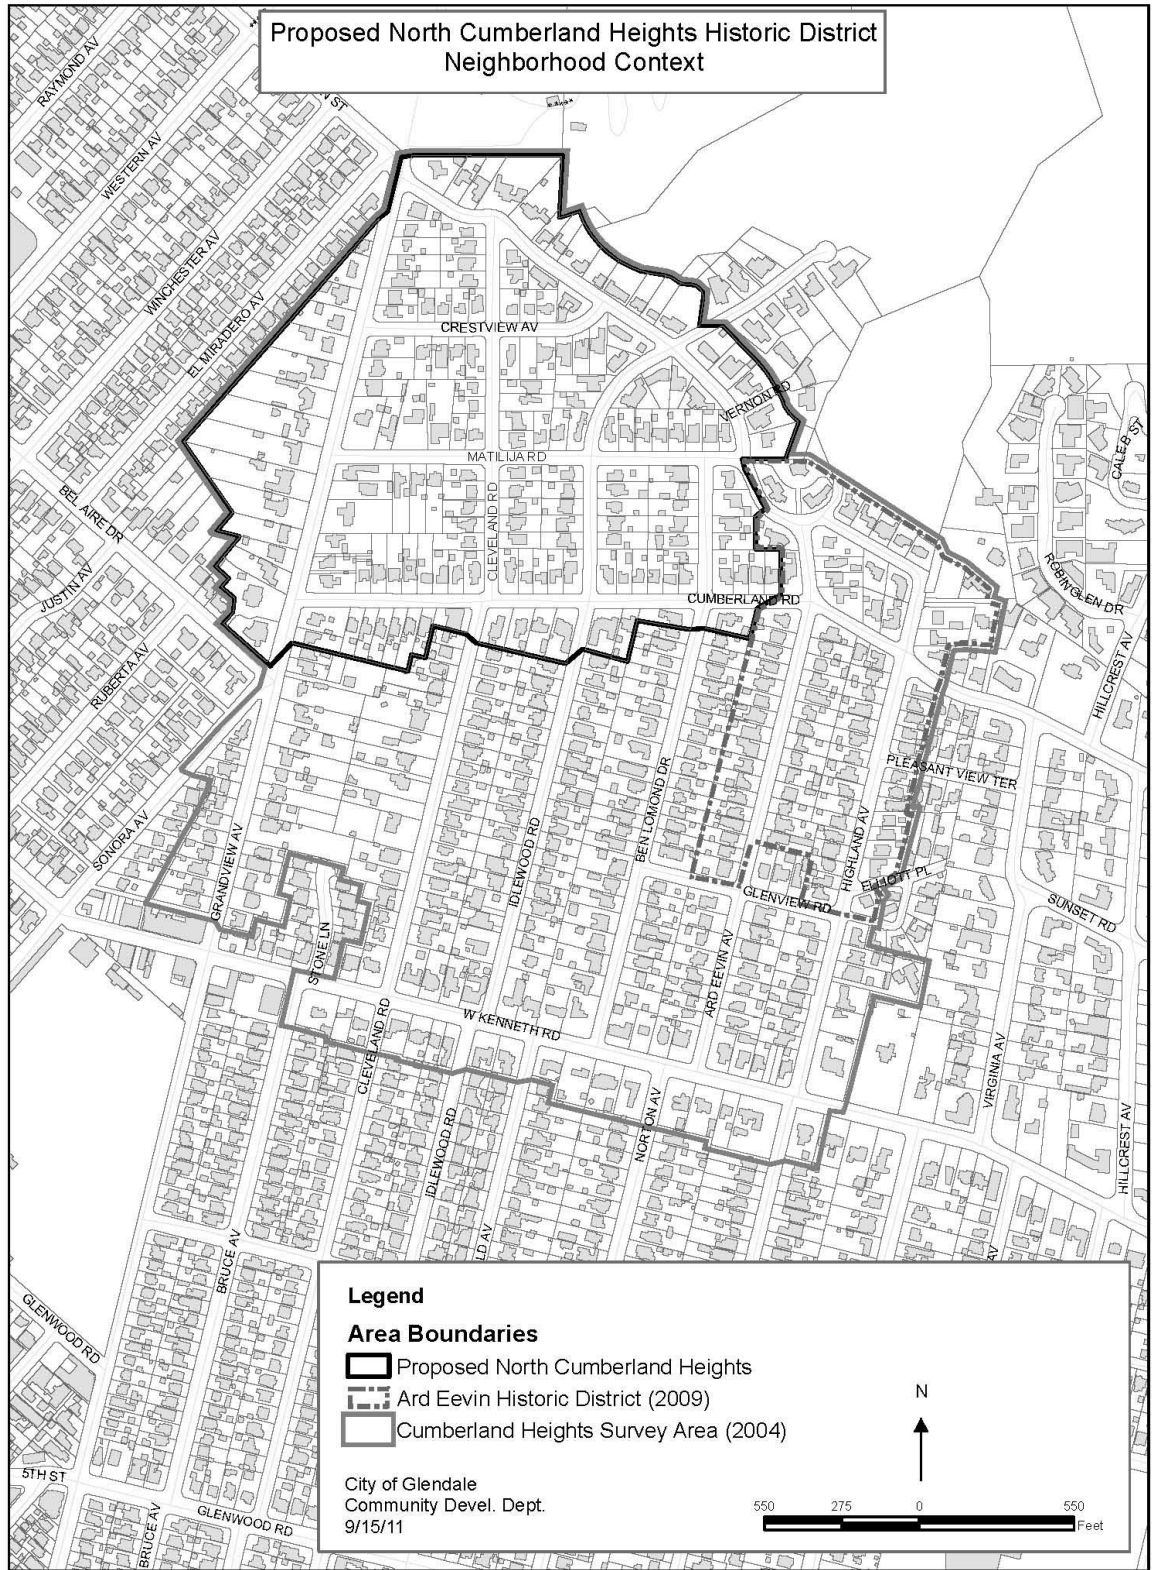 Proposed North Cumberland Heights Historic District
Neighborhood Context
RAYMOND AV
N ST
WESTERN AV
WINCHESTER AV
EL MIRADERO AV
CRESTVIEW AV
VERNON RD
MATILIJA RD
CALEB ST
BEL AIRE DR
CLEVELAND RD
JUSTIN AV
ROBINGLEN DR
CUMBERLAND RD
RUBERTA AV
HILLCREST AV
PLEASANT VIEW TER
SONORA AV
BEN LOMOND DR
IDLEWOOD RD
GRANDVIEW AV
HIGHLAND AV
ELLIOTT PL
GLENVIEW RD
SUNSET RD
STONE LN
ARD EEVIN AV
CLEVELAND RD
W KENNETH RD
VIRGINIA AV
IDLEWOOD RD
NORTON AV
HILLCREST AV
BRUCE AV
LD AV
AV
GLENWOOD RD
5TH ST
GLENWOOD RD
BRUCE AV
Legend
Area Boundaries
Proposed North Cumberland Heights
Ard Eevin Historic District (2009)
Cumberland Heights Survey Area (2004)
City of Glendale
Community Devel. Dept.
9/15/11
N
550 275 0 550
Feet